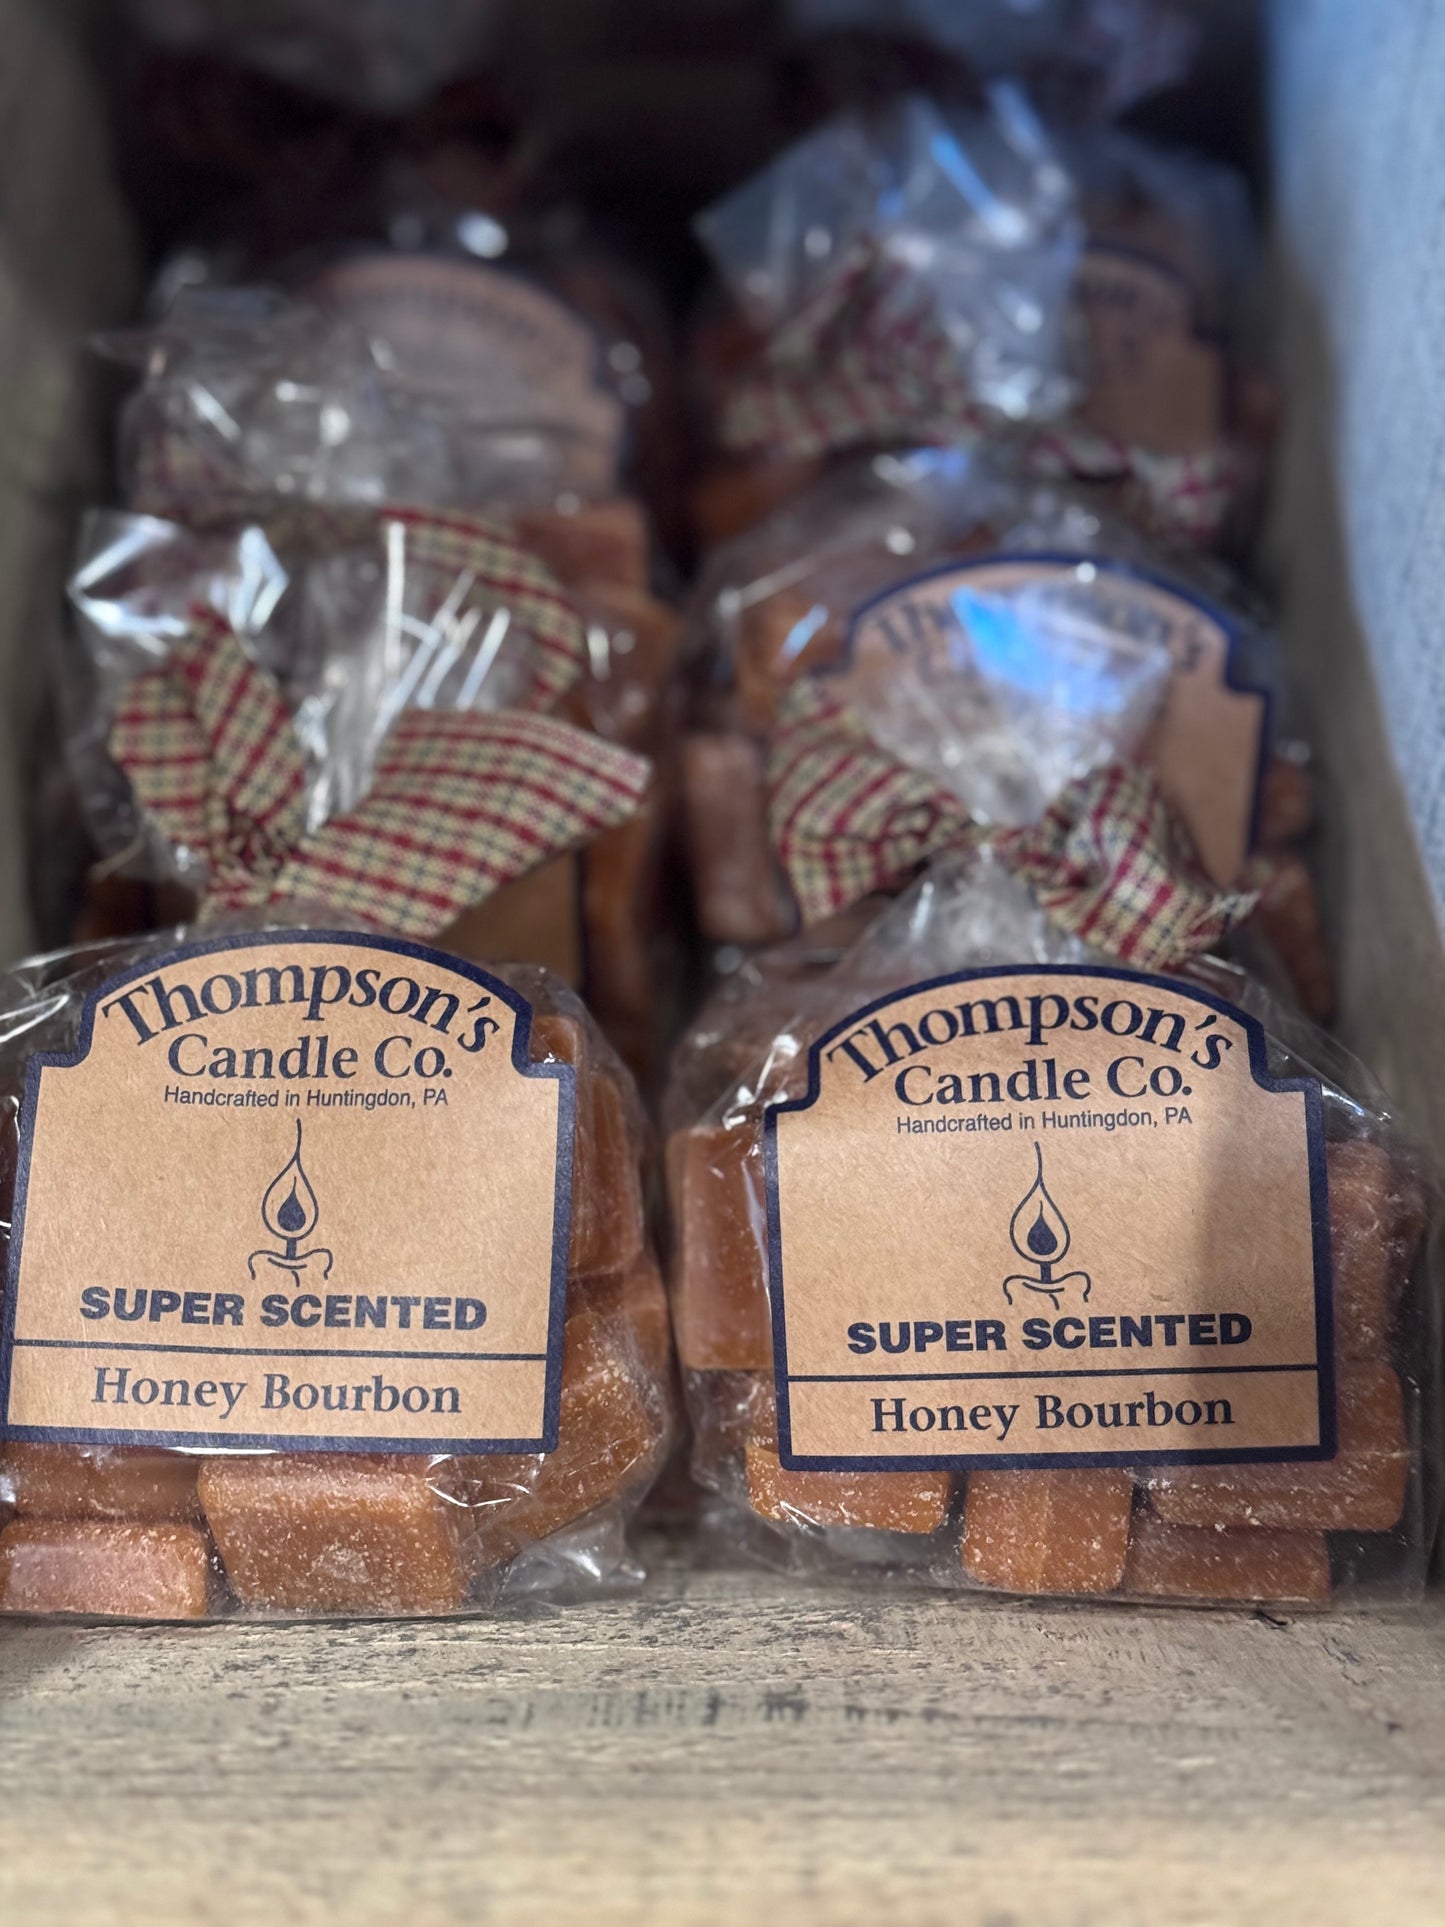 Thompson's
Candle Co.
Handcrafted in Huntingdon, PA
SUPER SCENTED
Honey Bourbon
Thompson's
Candle Co.
Handcrafted in Huntingdon, PA
SUPER SCENTED
Honey Bourbon